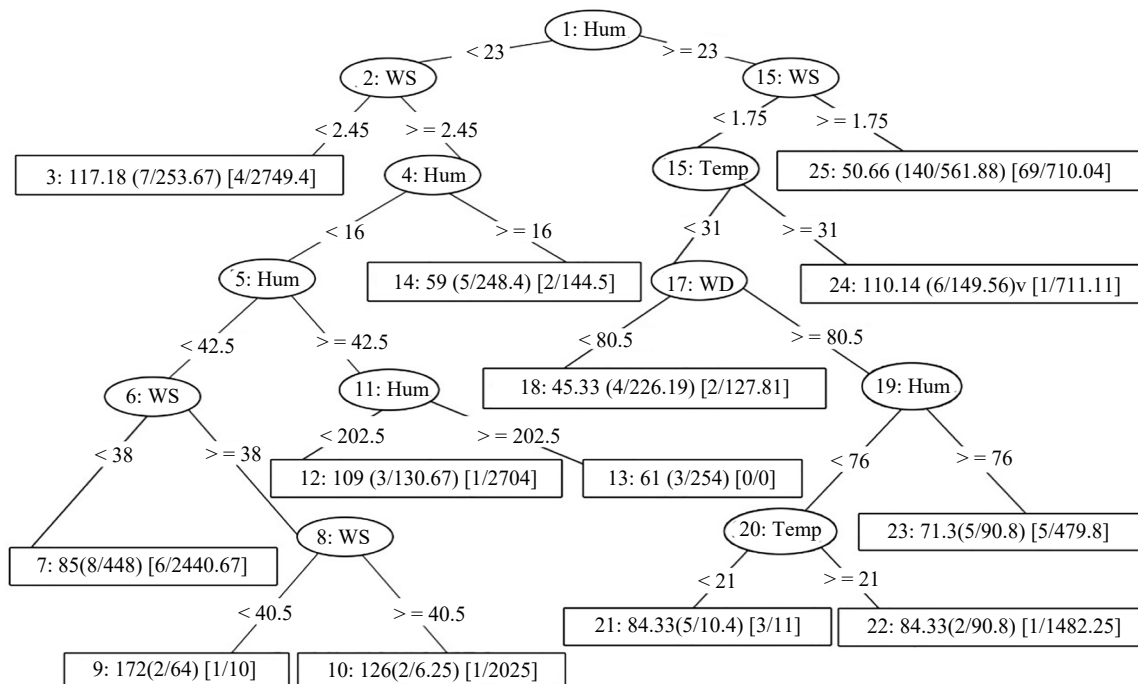 1: Hum
< 23
> = 23
2: WS
15: WS
< 2.45
> = 2.45
< 1.75
> = 1.75
3: 117.18 (7/253.67) [4/2749.4]
4: Hum
15: Temp
25: 50.66 (140/561.88) [69/710.04]
< 16
> = 16
< 31
> = 31
5: Hum
14: 59 (5/248.4) [2/144.5]
17: WD
24: 110.14 (6/149.56)v [1/711.11]
< 42.5
> = 42.5
< 80.5
> = 80.5
6: WS
11: Hum
18: 45.33 (4/226.19) [2/127.81]
19: Hum
< 38
> = 38
< 202.5
> = 202.5
< 76
> = 76
12: 109 (3/130.67) [1/2704]
13: 61 (3/254) [0/0]
7: 85(8/448) [6/2440.67]
8: WS
20: Temp
23: 71.3(5/90.8) [5/479.8]
< 40.5
> = 40.5
< 21
> = 21
9: 172(2/64) [1/10]
10: 126(2/6.25) [1/2025]
21: 84.33(5/10.4) [3/11]
22: 84.33(2/90.8) [1/1482.25]